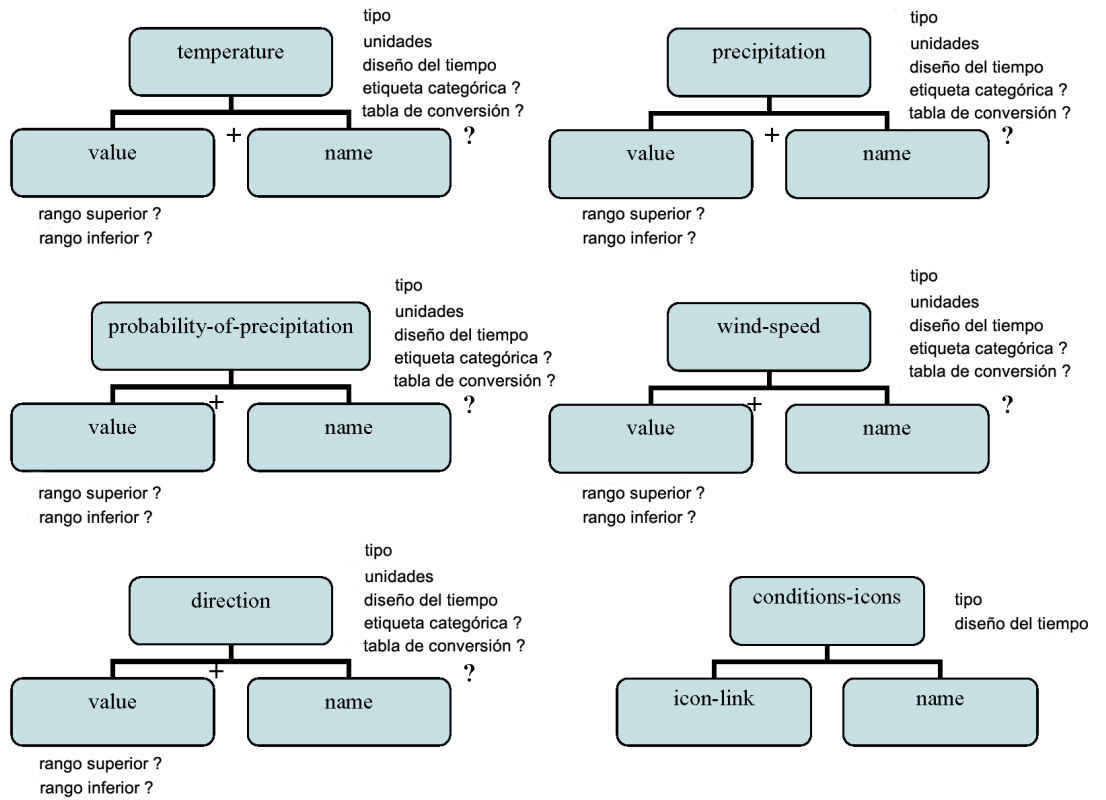 tipo
unidades
diseño del tiempo
etiqueta categórica ?
tabla de conversión ?
temperature
+
?
value
name
rango superior ?
rango inferior ?
tipo
unidades
diseño del tiempo
etiqueta categórica ?
tabla de conversión ?
precipitation
+
?
value
name
rango superior ?
rango inferior ?
tipo
unidades
diseño del tiempo
etiqueta categórica ?
tabla de conversión ?
probability-of-precipitation
+
?
value
name
rango superior ?
rango inferior ?
tipo
unidades
diseño del tiempo
etiqueta categórica ?
tabla de conversión ?
wind-speed
+
?
value
name
rango superior ?
rango inferior ?
tipo
unidades
diseño del tiempo
etiqueta categórica ?
tabla de conversión ?
direction
+
?
value
name
rango superior ?
rango inferior ?
conditions-icons
tipo
diseño del tiempo
icon-link
name